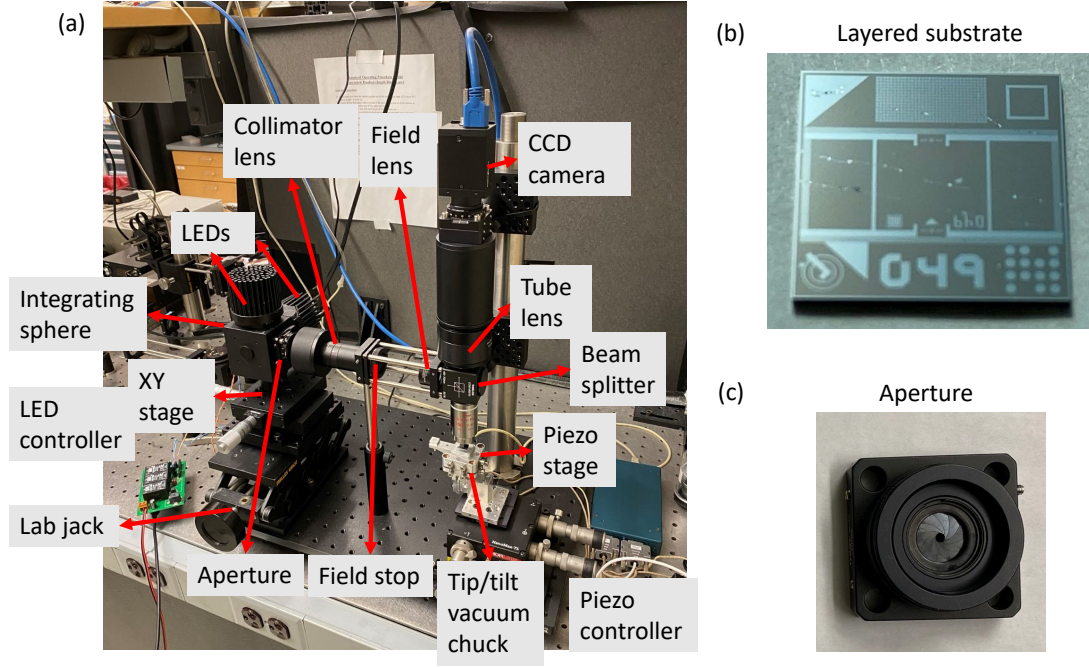 (a)
Collimator
lens
Field
lens
CCD
camera
LEDs
Integrating
sphere
Tube
lens
XY
stage
Beam
splitter
LED
controller
Piezo
stage
Lab jack
Aperture
Field stop
Tip/tilt
vacuum
chuck
Piezo
controller
(b)
Layered substrate
049
(c)
Aperture